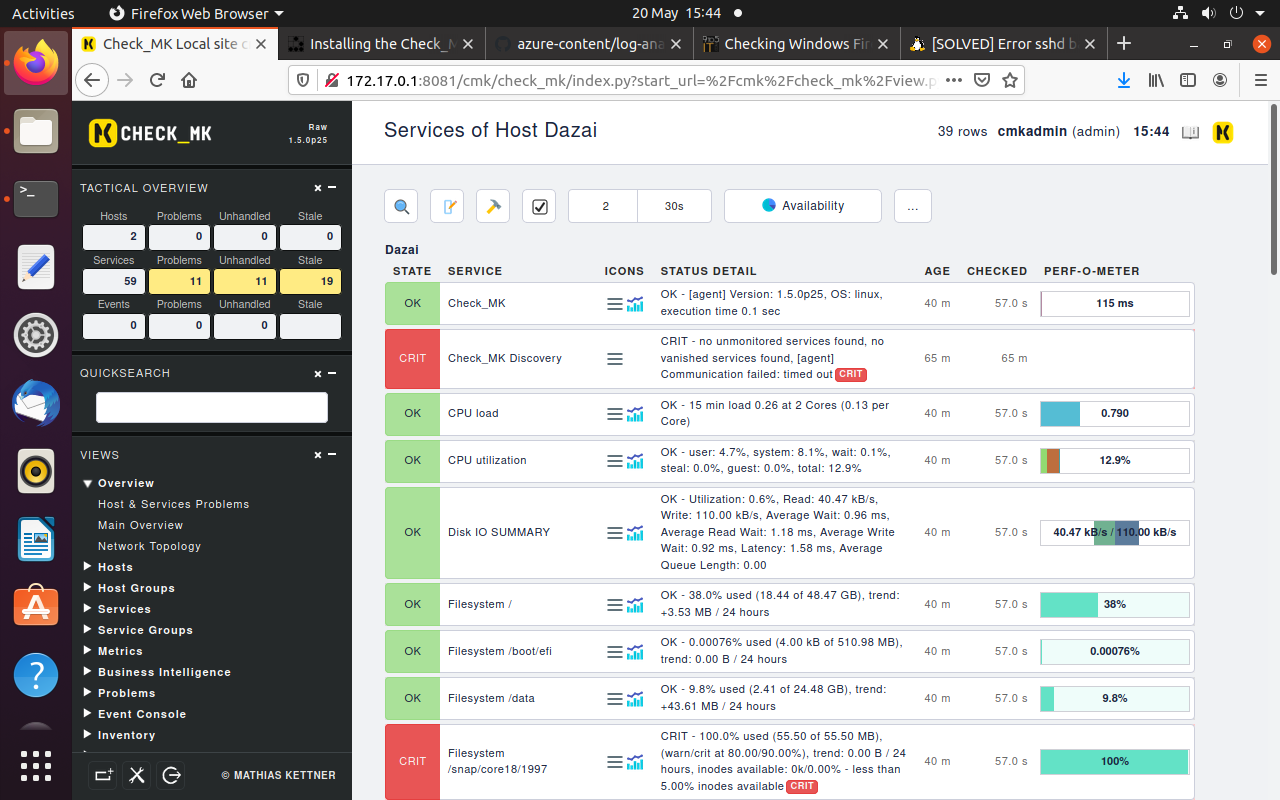 Activities
Firefox Web Browser
20 May 15:44
Check_MK Local site c
Installing the Check_M
azure-content/log-ana
Checking Windows Fir
[SOLVED] Error sshd b
172.17.0.1:8081/cmk/check_mk/index.py?start_url=%2Fcmk%2Fcheck_mk%2Fview.p
CHECK_MK
Raw
1.5.0p25
Services of Host Dazai
39 rows cmkadmin (admin) 15:44
TACTICAL OVERVIEW
Hosts Problems Unhandled Stale
2 0 0 0
Services Problems Unhandled Stale
59 11 11 19
Events Problems Unhandled Stale
0 0 0
QUICKSEARCH
VIEWS
Overview
Host & Services Problems
Main Overview
Network Topology
Hosts
Host Groups
Services
Service Groups
Metrics
Business Intelligence
Problems
Event Console
Inventory
© MATHIAS KETTNER
2 30s Availability ...
Dazai
STATE SERVICE ICONS STATUS DETAIL AGE CHECKED PERF-O-METER
OK Check_MK OK - [agent] Version: 1.5.0p25, OS: linux, 40 m 57.0 s 115 ms
execution time 0.1 sec
CRIT - no unmonitored services found, no
CRIT Check_MK Discovery vanished services found, [agent] 65 m 65 m
Communication failed: timed out CRIT
OK CPU load OK - 15 min load 0.26 at 2 Cores (0.13 per 40 m 57.0 s 0.790
Core)
OK CPU utilization OK - user: 4.7%, system: 8.1%, wait: 0.1%, 40 m 57.0 s 12.9%
steal: 0.0%, guest: 0.0%, total: 12.9%
OK - Utilization: 0.6%, Read: 40.47 kB/s,
Write: 110.00 kB/s, Average Wait: 0.96 ms,
OK Disk IO SUMMARY Average Read Wait: 1.18 ms, Average Write 40 m 57.0 s 40.47 kB/s / 110.00 kB/s
Wait: 0.92 ms, Latency: 1.58 ms, Average
Queue Length: 0.00
OK Filesystem / OK - 38.0% used (18.44 of 48.47 GB), trend: 40 m 57.0 s 38%
+3.53 MB / 24 hours
OK Filesystem /boot/efi OK - 0.00076% used (4.00 kB of 510.98 MB), 40 m 57.0 s 0.00076%
trend: 0.00 B / 24 hours
OK Filesystem /data OK - 9.8% used (2.41 of 24.48 GB), trend: 40 m 57.0 s 9.8%
+43.61 MB / 24 hours
CRIT - 100.0% used (55.50 of 55.50 MB),
CRIT Filesystem (warn/crit at 80.00/90.00%), trend: 0.00 B / 24 40 m 57.0 s 100%
/snap/core18/1997 hours, inodes available: 0k/0.00% - less than
5.00% inodes available CRIT